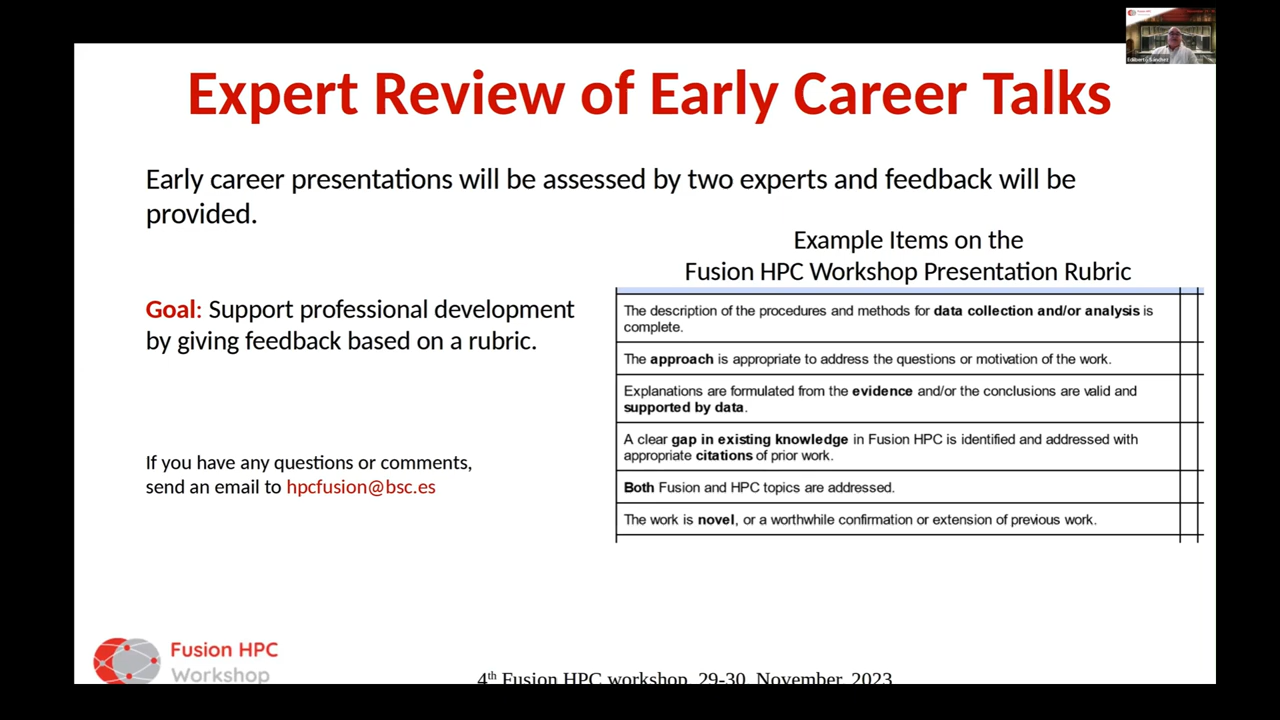 Fusion HPC
Expert Review of Early Career Talks
Early career presentations will be assessed by two experts and feedback will be
provided.
Example Items on the
Fusion HPC Workshop Presentation Rubric
Goal: Support professional development
by giving feedback based on a rubric.
The description of the procedures and methods for data collection and/or analysis is
complete.
The approach is appropriate to address the questions or motivation of the work.
Explanations are formulated from the evidence and/or the conclusions are valid and
supported by data.
A clear gap in existing knowledge in Fusion HPC is identified and addressed with
appropriate citations of prior work.
Both Fusion and HPC topics are addressed.
The work is novel, or a worthwhile confirmation or extension of previous work.
If you have any questions or comments,
send an email to hpcfusion@bsc.es
Fusion HPC
Workshop
4th Fusion HPC workshop, 29-30, November, 2023